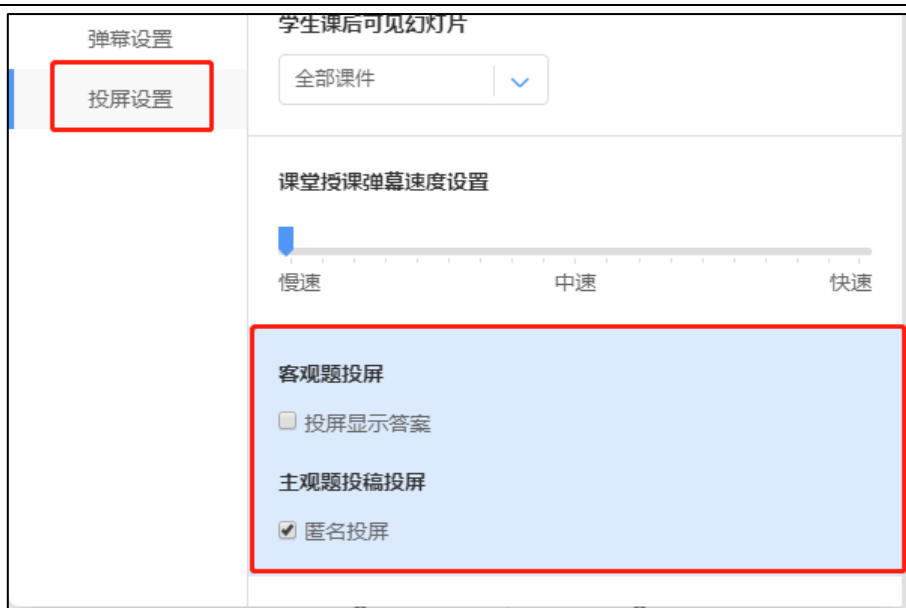 弹幕设置
投屏设置
学生课后可见幻灯片
全部课件
课堂授课弹幕速度设置
慢速 中速 快速
客观题投屏
投屏显示答案
主观题投稿投屏
匿名投屏